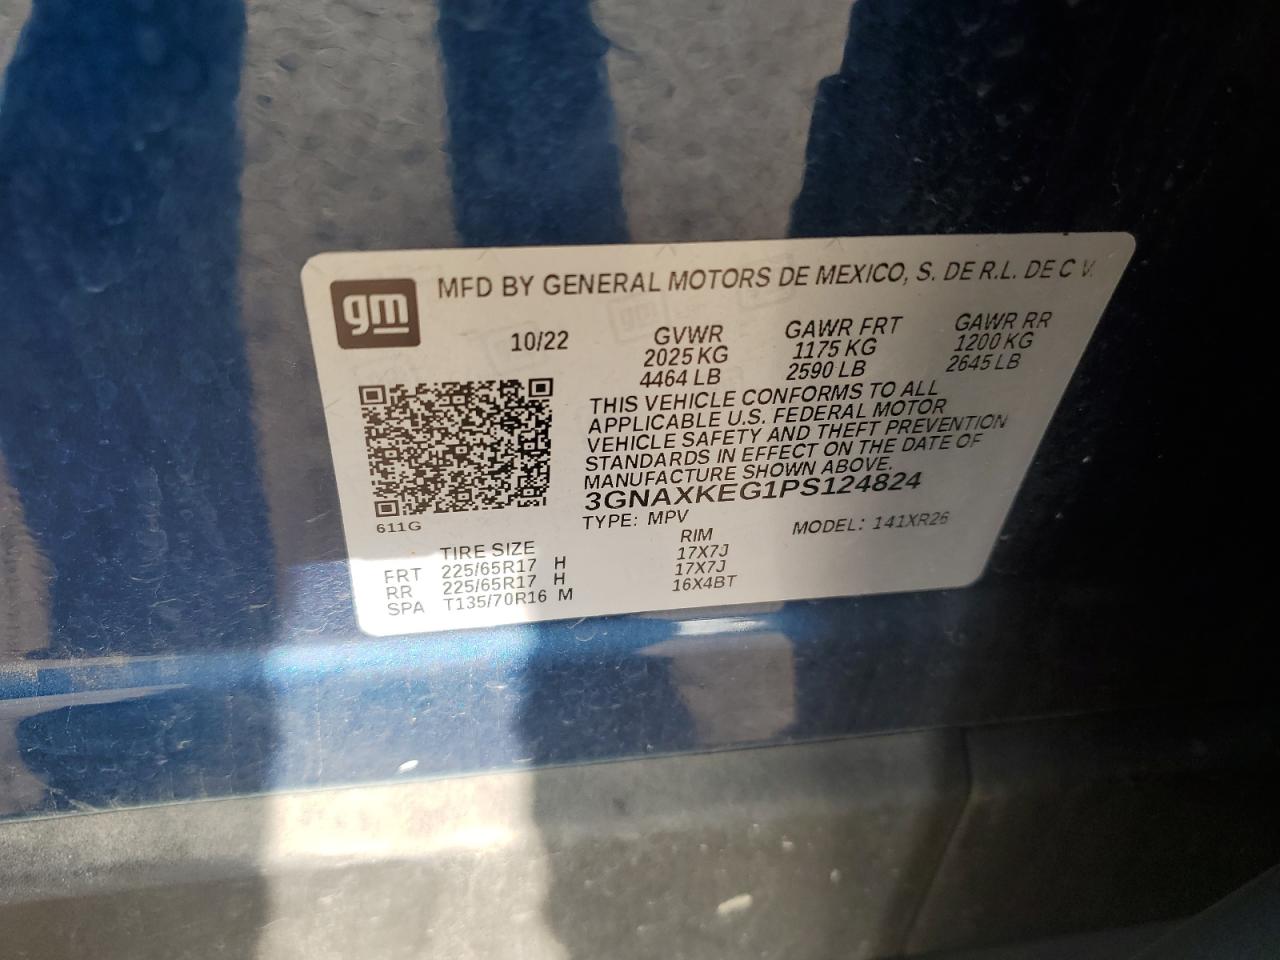 gm
MFD BY GENERAL MOTORS DE MEXICO, S. DE R.L. DE C V.
10/22
GVWR
2025 KG
4464 LB
GAWR FRT
1175 KG
2590 LB
GAWR RR
1200 KG
2645 LB
THIS VEHICLE CONFORMS TO ALL
APPLICABLE U.S. FEDERAL MOTOR
VEHICLE SAFETY AND THEFT PREVENTION
STANDARDS IN EFFECT ON THE DATE OF
MANUFACTURE SHOWN ABOVE.
3GNAXKEG1PS124824
TYPE: MPV
MODEL: 141XR26
611G
TIRE SIZE
RIM
FRT 225/65R17 H 17X7J
RR 225/65R17 H 17X7J
SPA T135/70R16 M 16X4BT